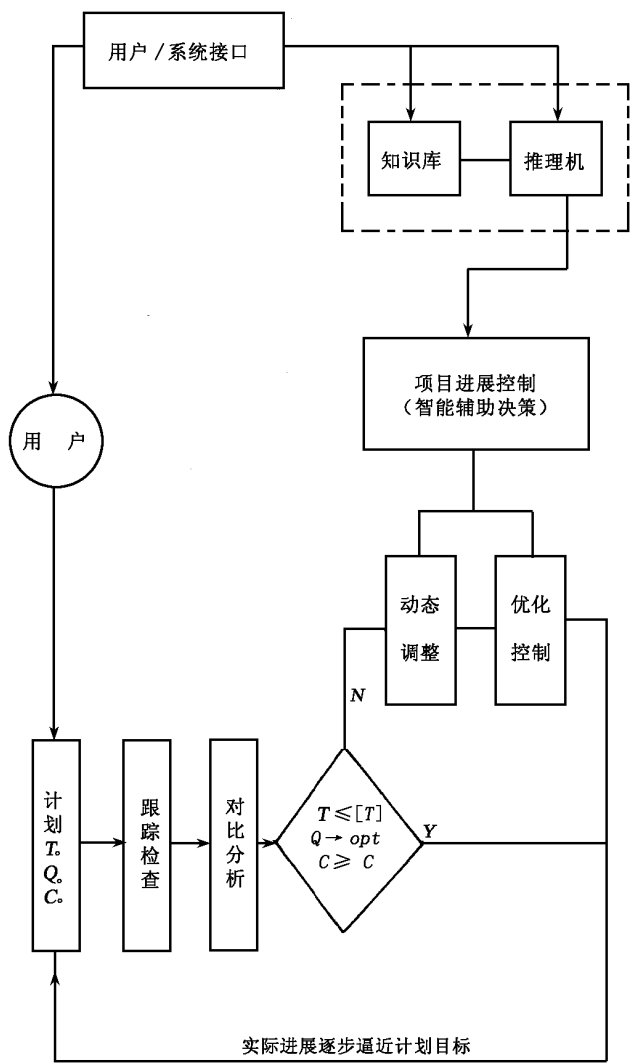 用户／系统接口
知识库
推理机
项目进展控制
（智能辅助决策）
用 户
动态
调整
优化
控制
N
计划
T。
Q。
C。
跟踪检查
对比分析
T≤[T]
Q→opt
C≥ C
Y
实际进展逐步逼近计划目标